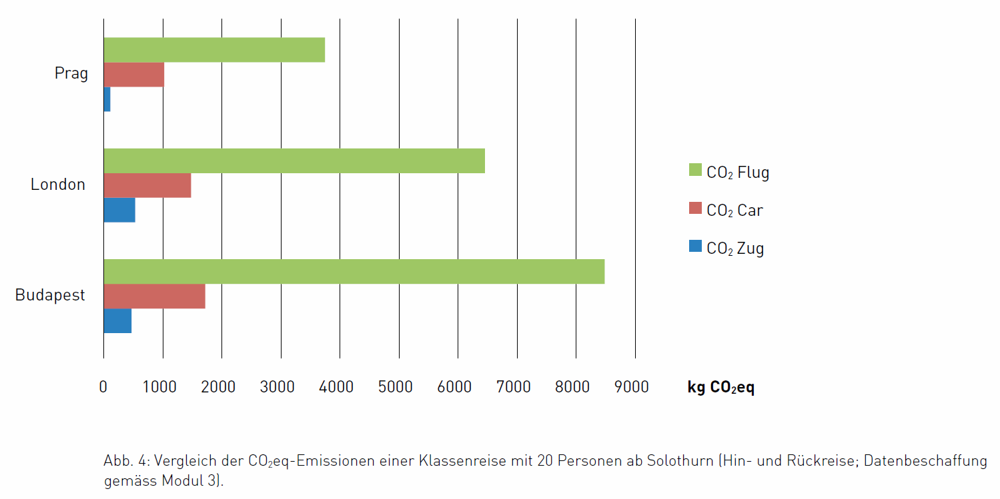 Prag
London
Budapest
CO₂ Flug
CO₂ Car
CO₂ Zug
0 1000 2000 3000 4000 5000 6000 7000 8000 9000 kg CO₂eq
Abb. 4: Vergleich der CO₂eq-Emissionen einer Klassenreise mit 20 Personen ab Solothurn (Hin- und Rückreise; Datenbeschaffung
gemäss Modul 3).